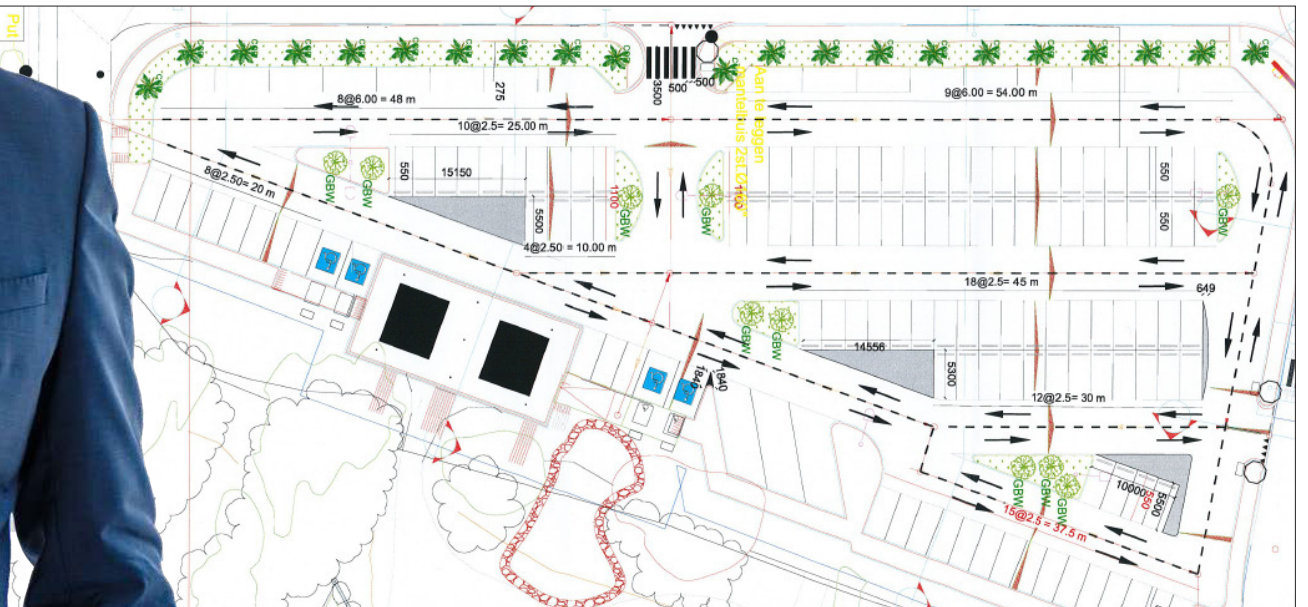 Put
8@6.00 = 48 m
275
3500
500
500
9@6.00 = 54.00 m
Aan te leggen
10@2.5= 25.00 m
8@2.50= 20 m
GBW
GBW
550
15150
5500
1100
GBW
GBW
1100
550
550
GBW
4@2.50 = 10.00 m
18@2.5= 45 m
649
GBW
GBW
14556
5300
1840
1840
12@2.5= 30 m
GBW
GBW
GBW
10000
550
5500
15@2.5 = 37.5 m